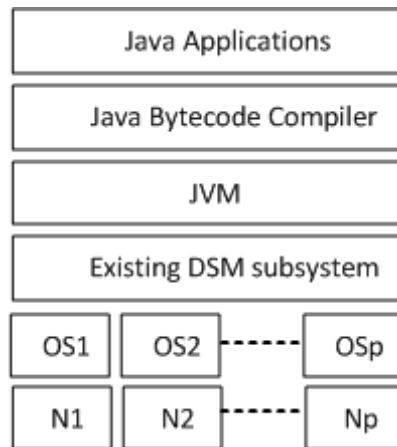 Java Applications
Java Bytecode Compiler
JVM
Existing DSM subsystem
OS1 OS2 OSp
N1 N2 Np